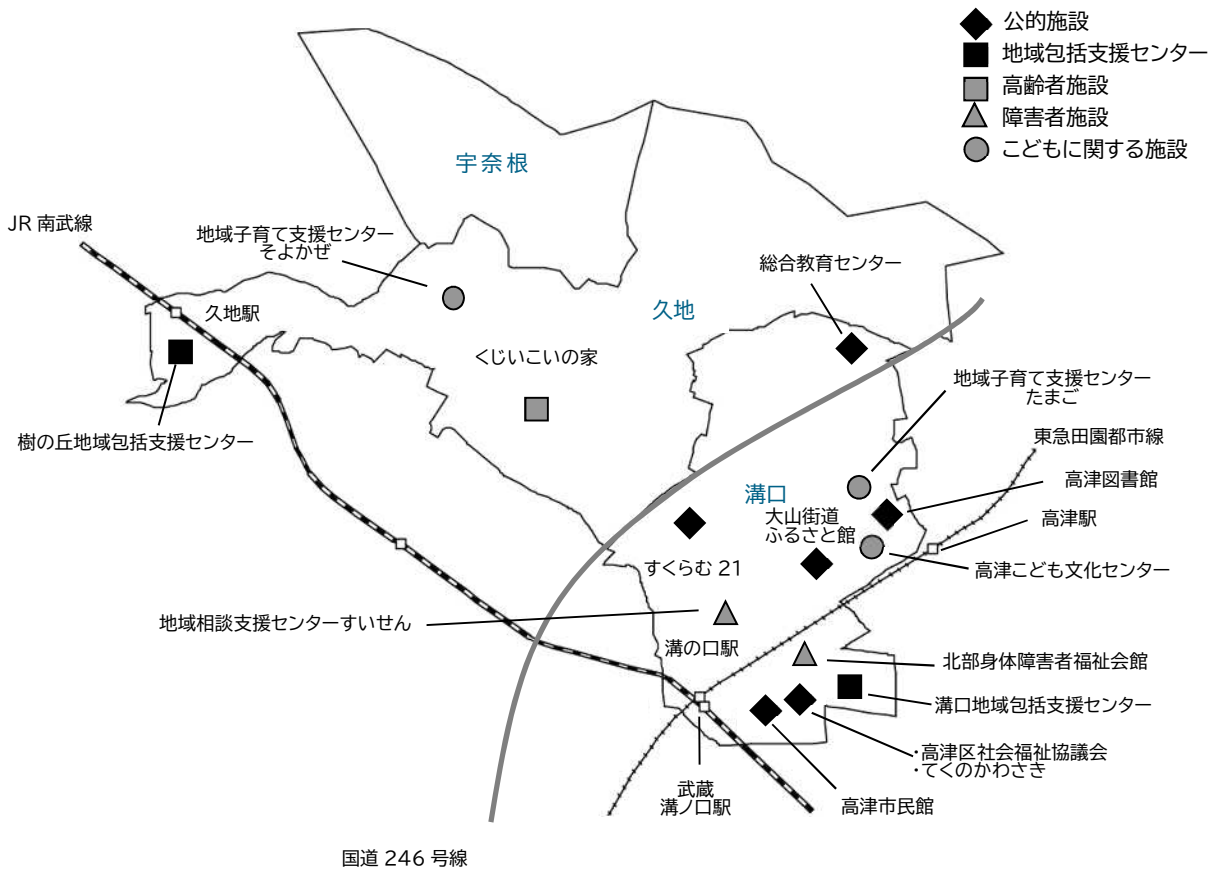 公的施設
地域包括支援センター
高齢者施設
障害者施設
こどもに関する施設
宇奈根
JR 南武線
地域子育て支援センター
そよかぜ
総合教育センター
久地駅
久地
くじいこいの家
地域子育て支援センター
たまご
樹の丘地域包括支援センター
東急田園都市線
高津図書館
溝口
大山街道
ふるさと館
高津駅
すくらむ 21
高津こども文化センター
地域相談支援センターすいせん
溝の口駅
北部身体障害者福祉会館
溝口地域包括支援センター
・高津区社会福祉協議会
・てくのかわさき
武蔵
溝ノ口駅
高津市民館
国道 246 号線